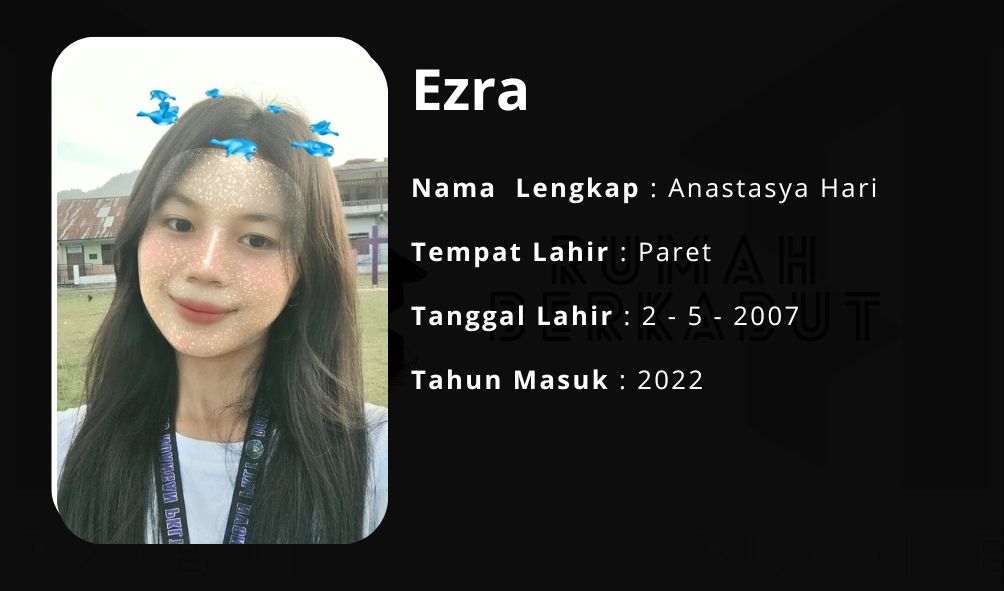 Ezra
Nama Lengkap : Anastasya Hari
Tempat Lahir : Paret
Tanggal Lahir : 2 - 5 - 2007
Tahun Masuk : 2022
RUMAH
BERKABUT